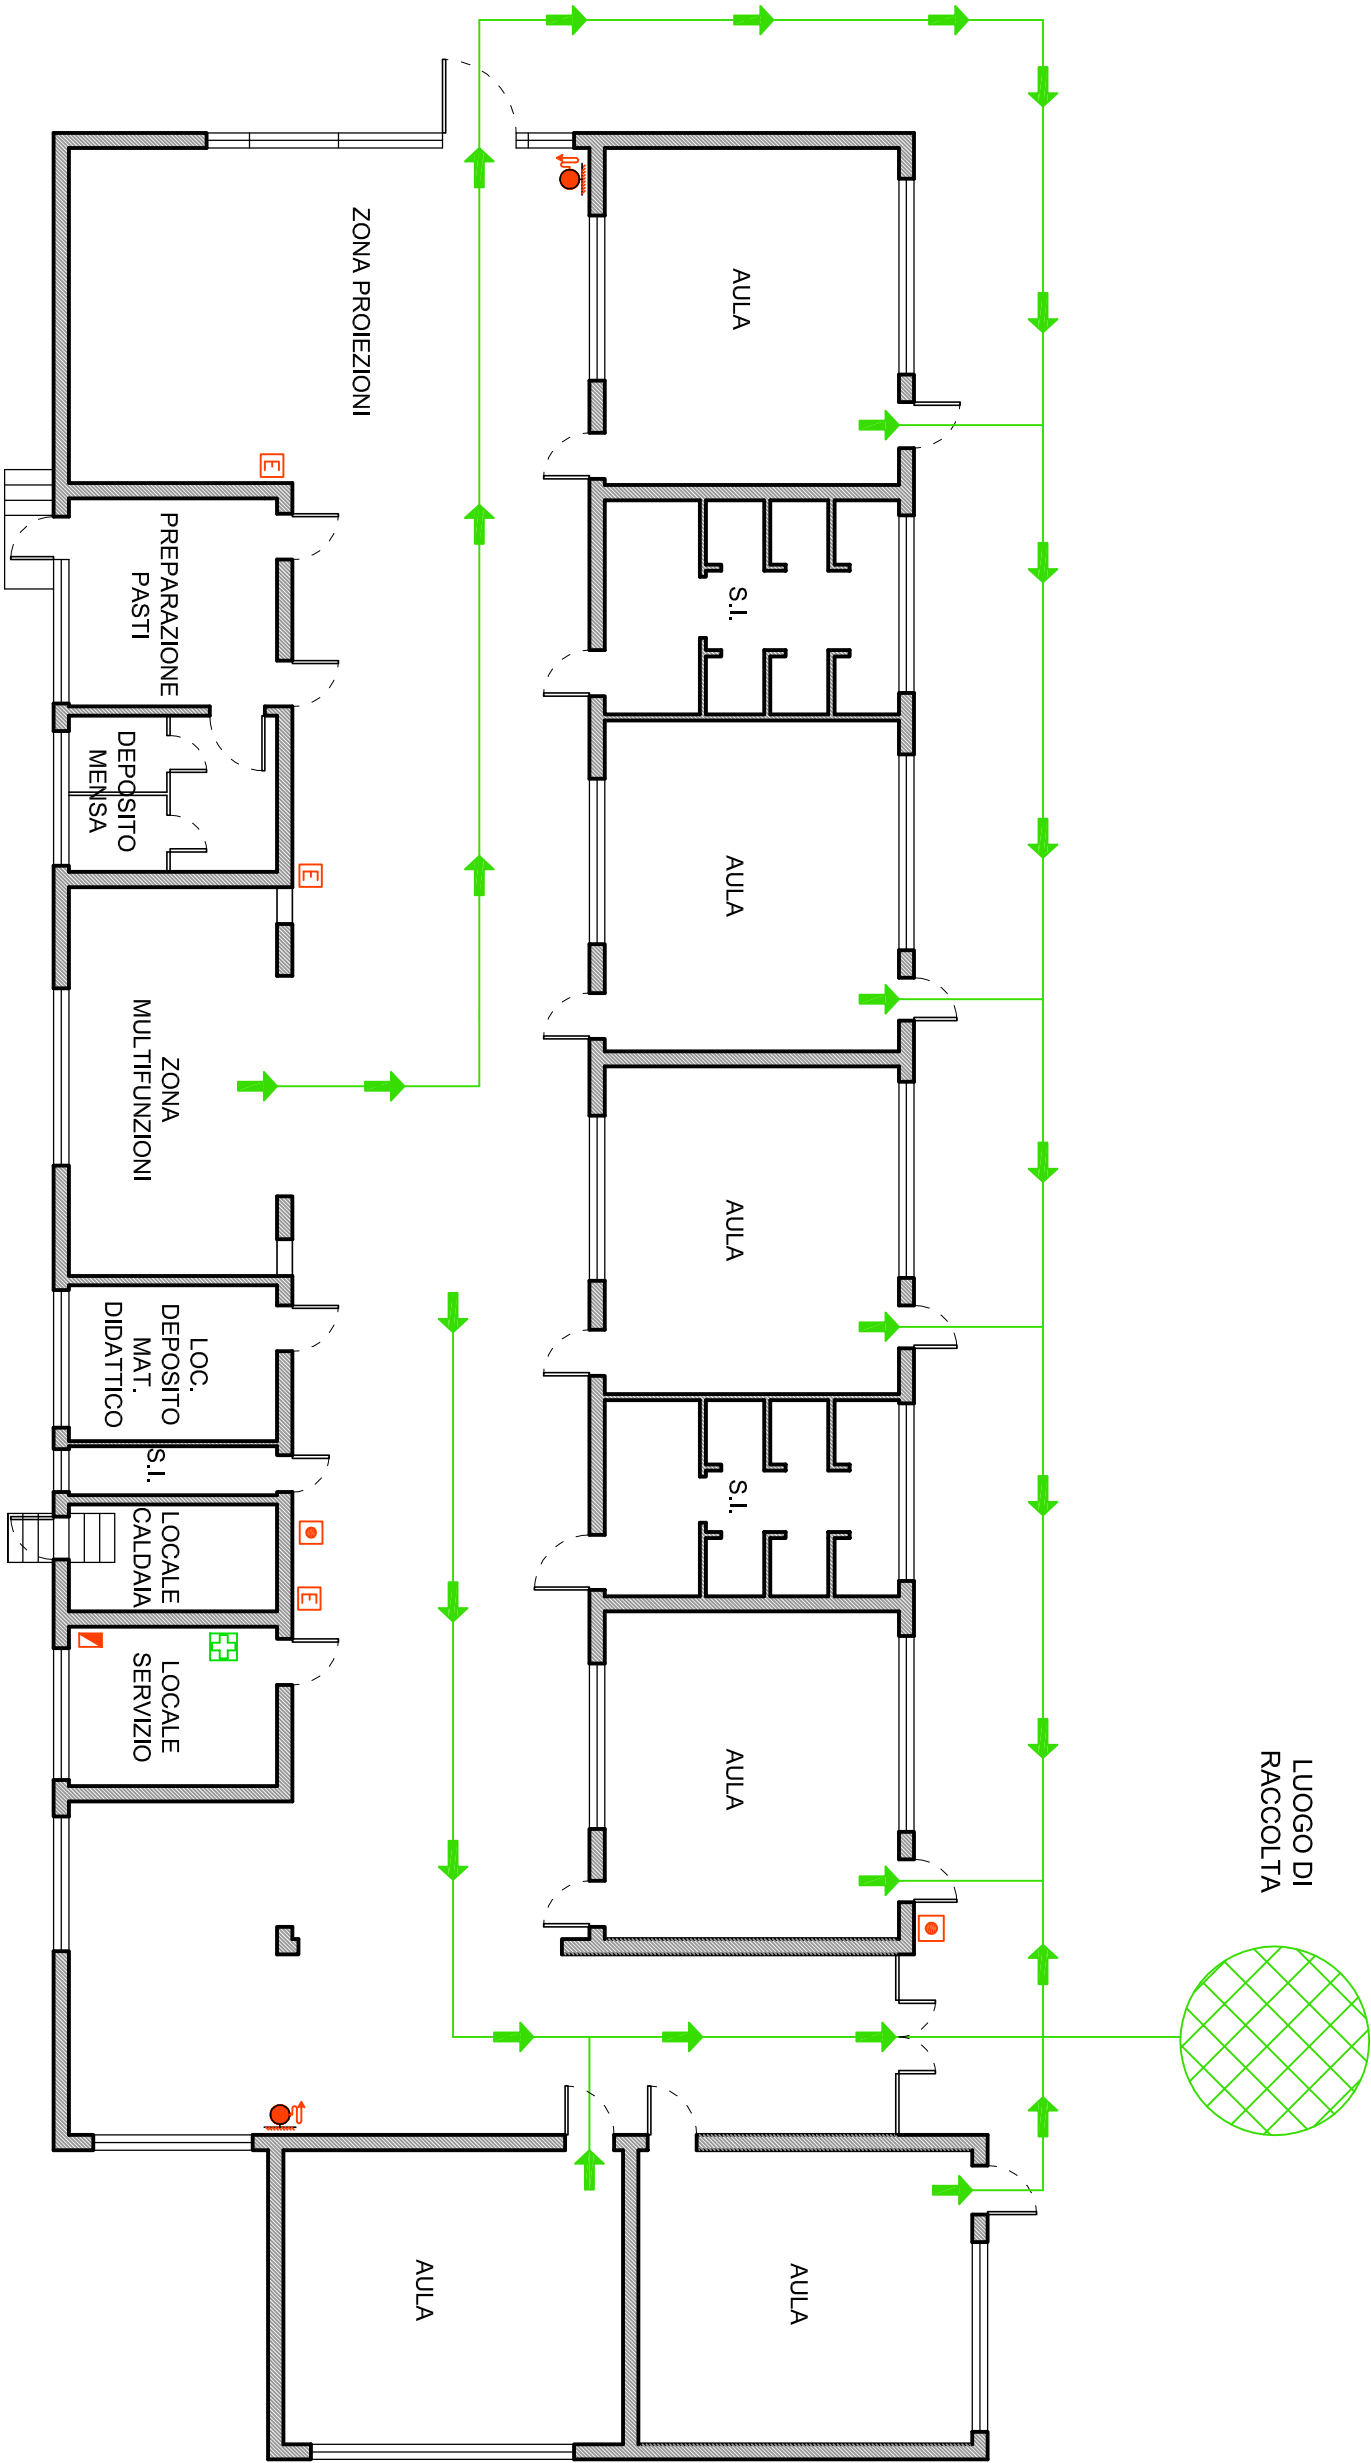 LUOGO DI
RACCOLTA
AULA
S.I.
AULA
AULA
S.I.
AULA
AULA
AULA
ZONA PROIEZIONI
E
PREPARAZIONE
PASTI
DEPOSITO
MENSA
E
ZONA
MULTIFUNZIONI
LOC.
DEPOSITO
MAT.
DIDATTICO
S.I.
LOCALE
CALDAIA
E
LOCALE
SERVIZIO